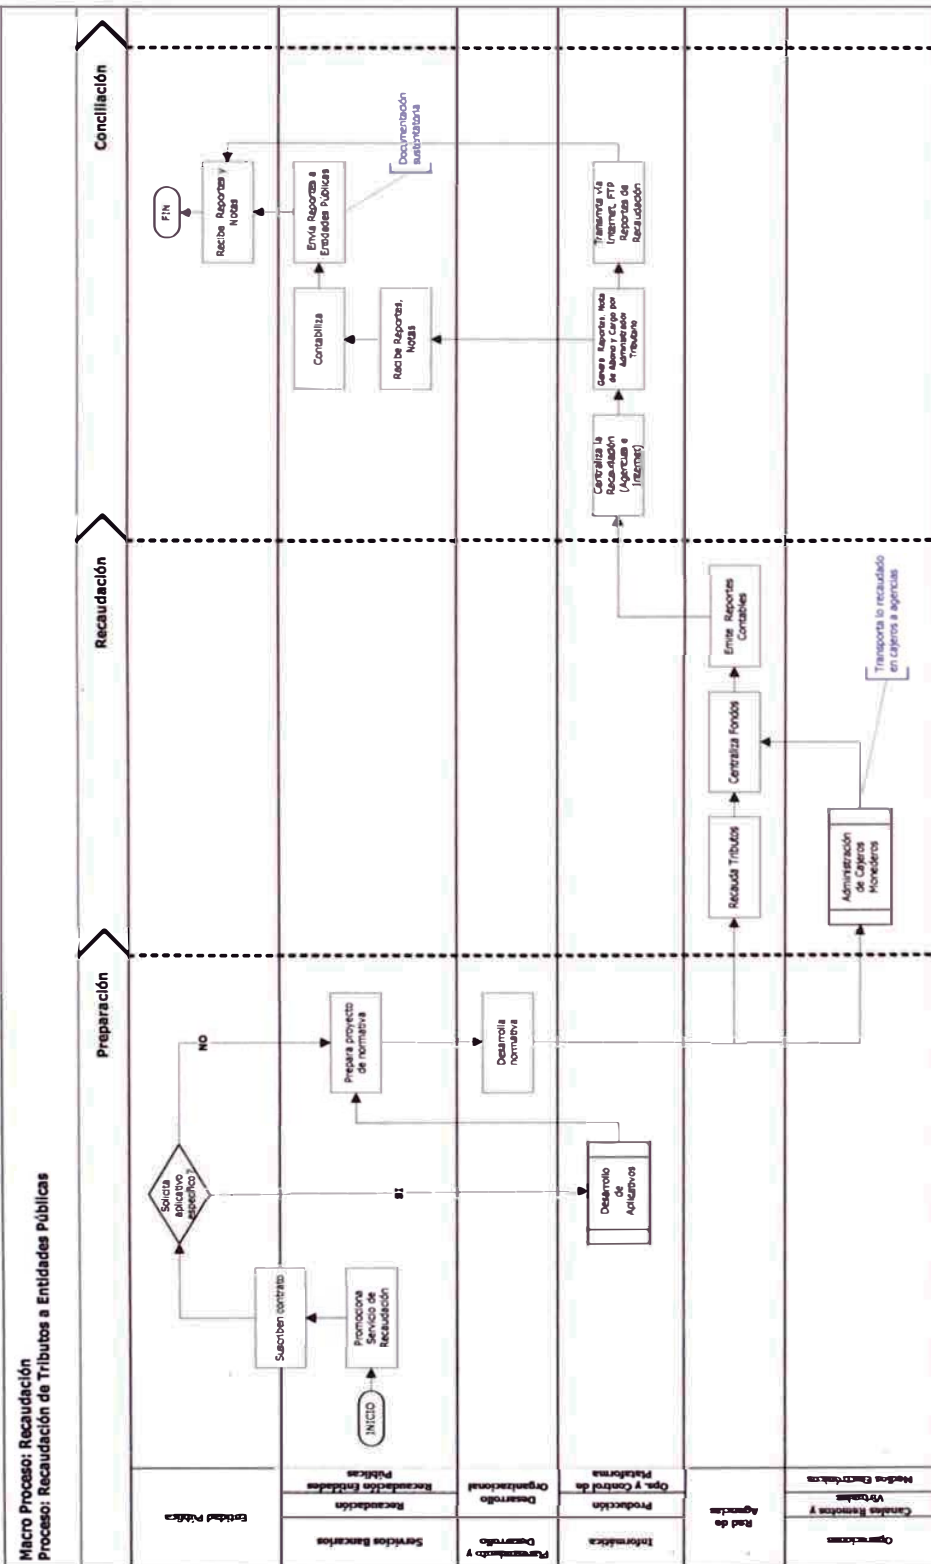 Macro Proceso: Recaudación
Proceso: Recaudación de Tributos a Entidades Públicas
Preparación
Recaudación
Conciliación
Entidad Pública
Servicios Bancarios
Recaudación
Recaudación Entidades
Públicas
Planeamiento y
Desarrollo
Desarrollo
Organizacional
Informática
Producción
Ops. y Control de
Plataforma
Red de
Agencias
Operaciones
Canales Remotos y
Virtuales
Medios Electrónicos
INICIO
Promociona
Servicio de
Recaudación
Suscriben contrato
Solicita
aplicativo
específico?
NO
SI
Prepara proyecto
de normativa
Desarrolla
normativa
Desarrollo
de
Aplicativos
Recauda Tributos
Centraliza Fondos
Emite Reportes
Contables
Administración
de Cajeros
Monederos
Transporta lo recaudado
en cajeros a agencias
Centraliza la
Recaudación
(Agencias e
Internet)
Genera Reportes, Nota
de Abono y Cargo por
Administrador
Tributario
Transmite vía
Internet, FTP
Reportes de
Recaudación
Recibe Reportes,
Notas
Contabiliza
Envía Reportes a
Entidades Públicas
Documentación
sustentatoria
Recibe Reportes y
Notas
FIN